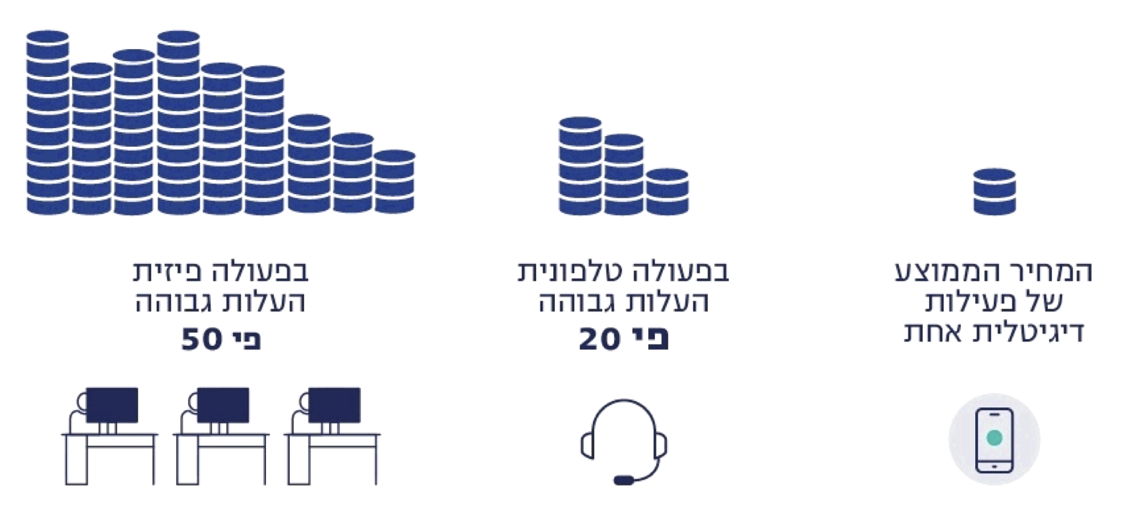 המחיר הממוצע
של פעילות
דיגיטלית אחת
בפעולה טלפונית
העלות גבוהה
פי 20
בפעולה פיזית
העלות גבוהה
פי 50